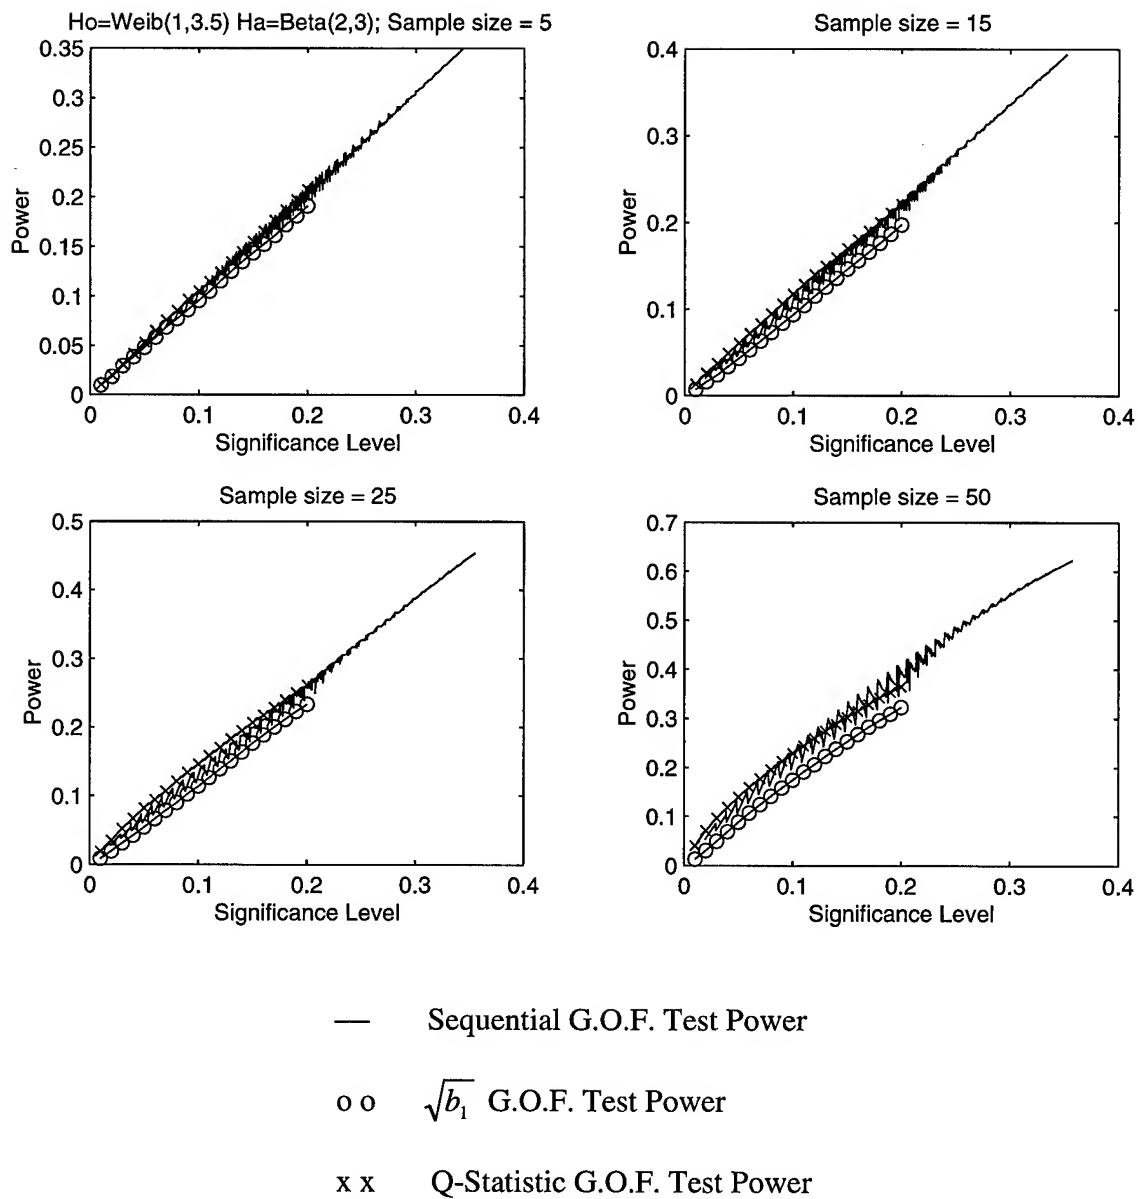 Ho=Weib(1,3.5) Ha=Beta(2,3); Sample size = 5
0.35
0.3
0.25
0.2
0.15
0.1
0.05
0
Power
0 0.1 0.2 0.3 0.4
Significance Level
Sample size = 15
0.4
0.3
0.2
0.1
0
Power
0 0.1 0.2 0.3 0.4
Significance Level
Sample size = 25
0.5
0.4
0.3
0.2
0.1
0
Power
0 0.1 0.2 0.3 0.4
Significance Level
Sample size = 50
0.7
0.6
0.5
0.4
0.3
0.2
0.1
0
Power
0 0.1 0.2 0.3 0.4
Significance Level
— Sequential G.O.F. Test Power
o o √b₁ G.O.F. Test Power
x x Q-Statistic G.O.F. Test Power